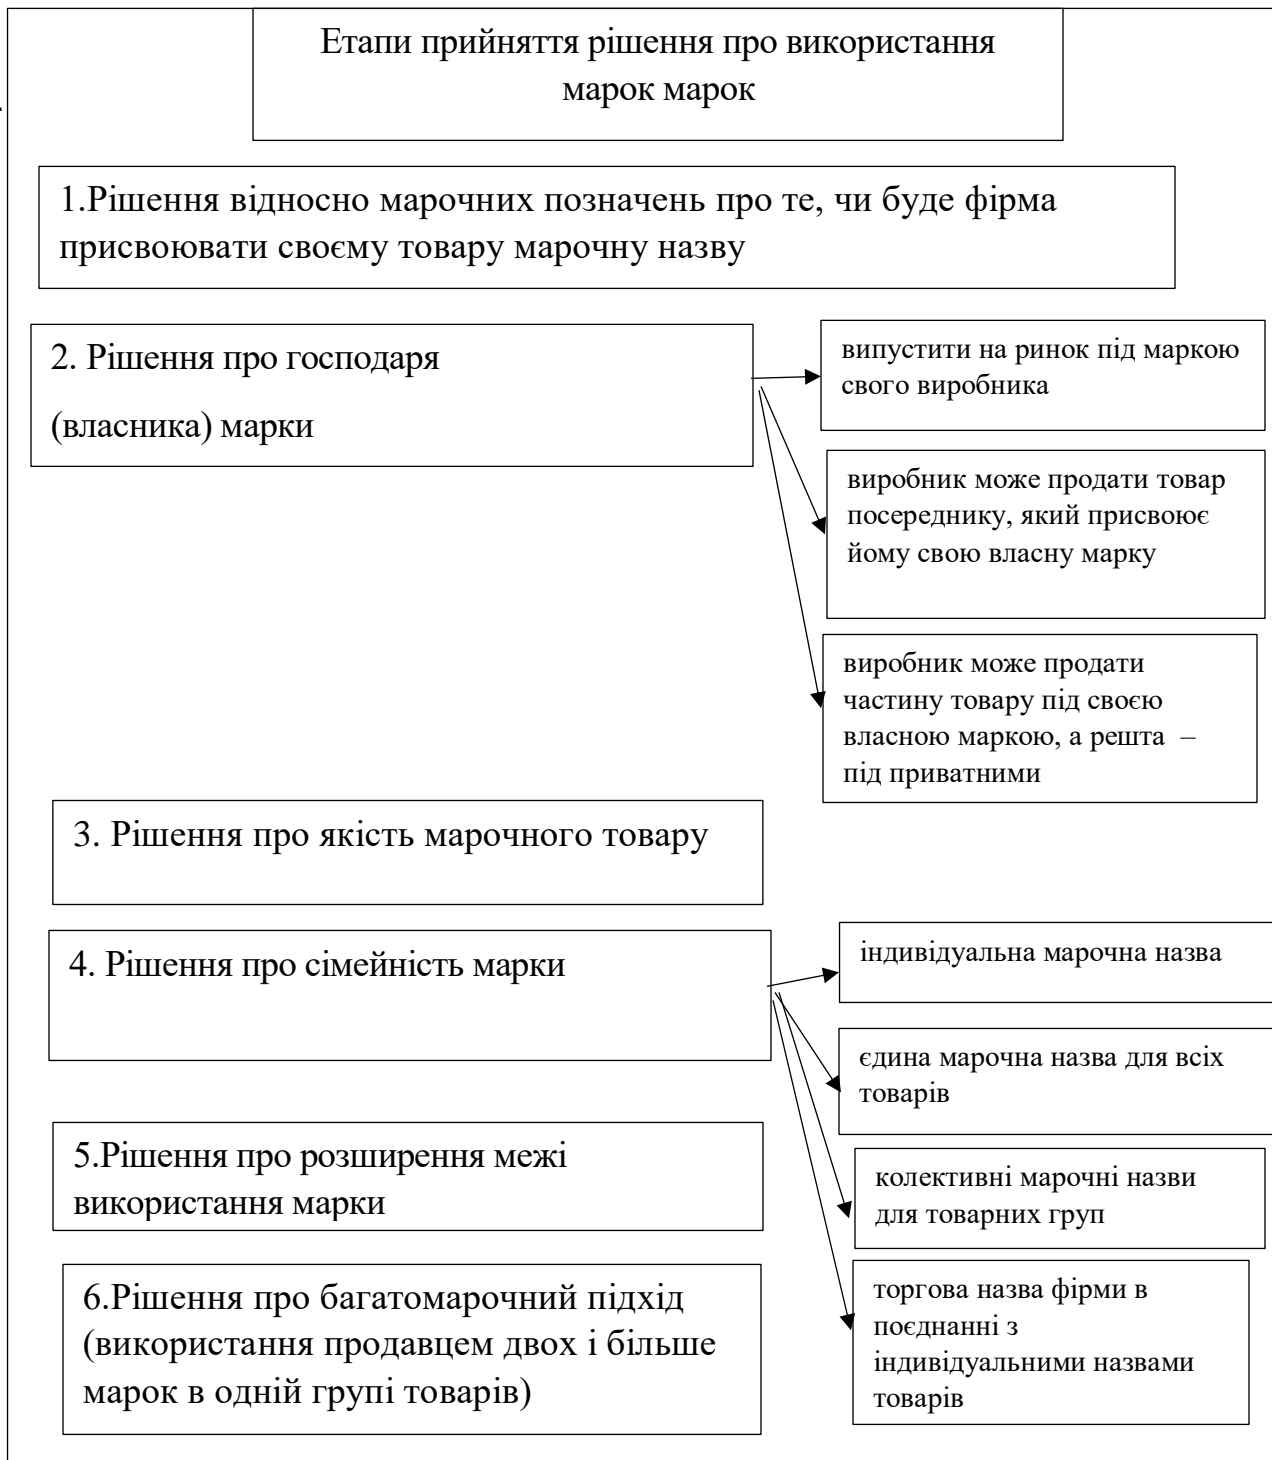 Етапи прийняття рішення про використання
марок марок
1.Рішення відносно марочних позначень про те, чи буде фірма
присвоювати своєму товару марочну назву
2. Рішення про господаря
(власника) марки
випустити на ринок під маркою
свого виробника
виробник може продати товар
посереднику, який присвоює
йому свою власну марку
виробник може продати
частину товару під своєю
власною маркою, а решта –
під приватними
3. Рішення про якість марочного товару
4. Рішення про сімейність марки
індивідуальна марочна назва
єдина марочна назва для всіх
товарів
колективні марочні назви
для товарних груп
торгова назва фірми в
поєднанні з
індивідуальними назвами
товарів
5.Рішення про розширення межі
використання марки
6.Рішення про багатомарочний підхід
(використання продавцем двох і більше
марок в одній групі товарів)